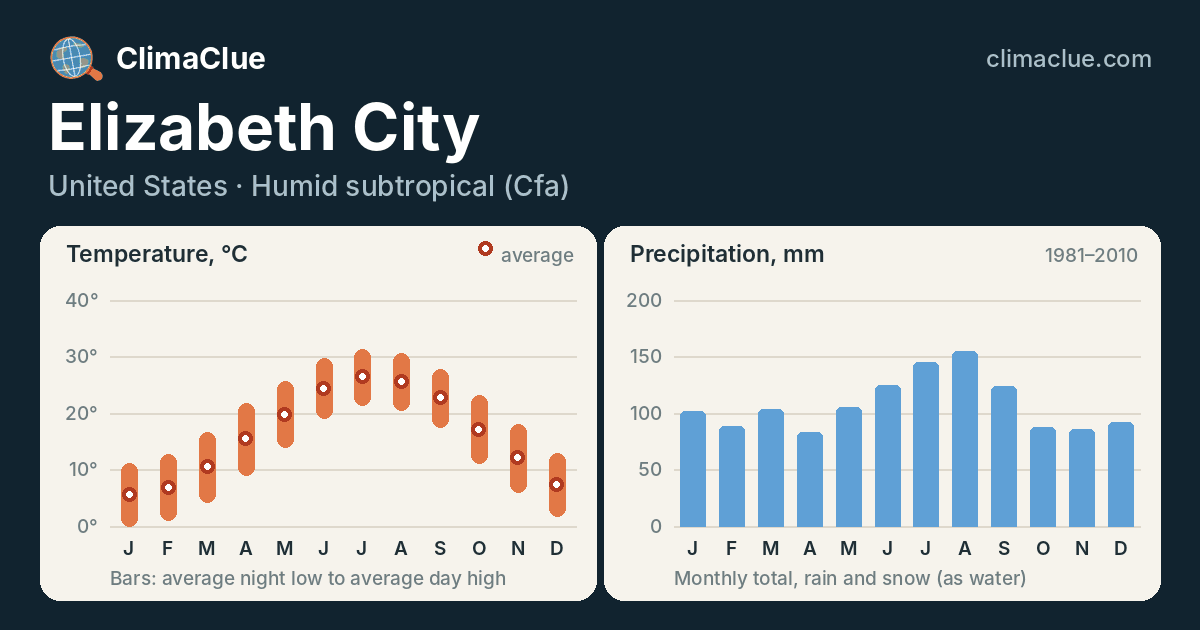 ClimaClue
climaclue.com
Elizabeth City
United States · Humid subtropical (Cfa)
Temperature, °C
average
40°
30°
20°
10°
0°
J F M A M J J A S O N D
Bars: average night low to average day high
Precipitation, mm
1981–2010
200
150
100
50
0
J F M A M J J A S O N D
Monthly total, rain and snow (as water)